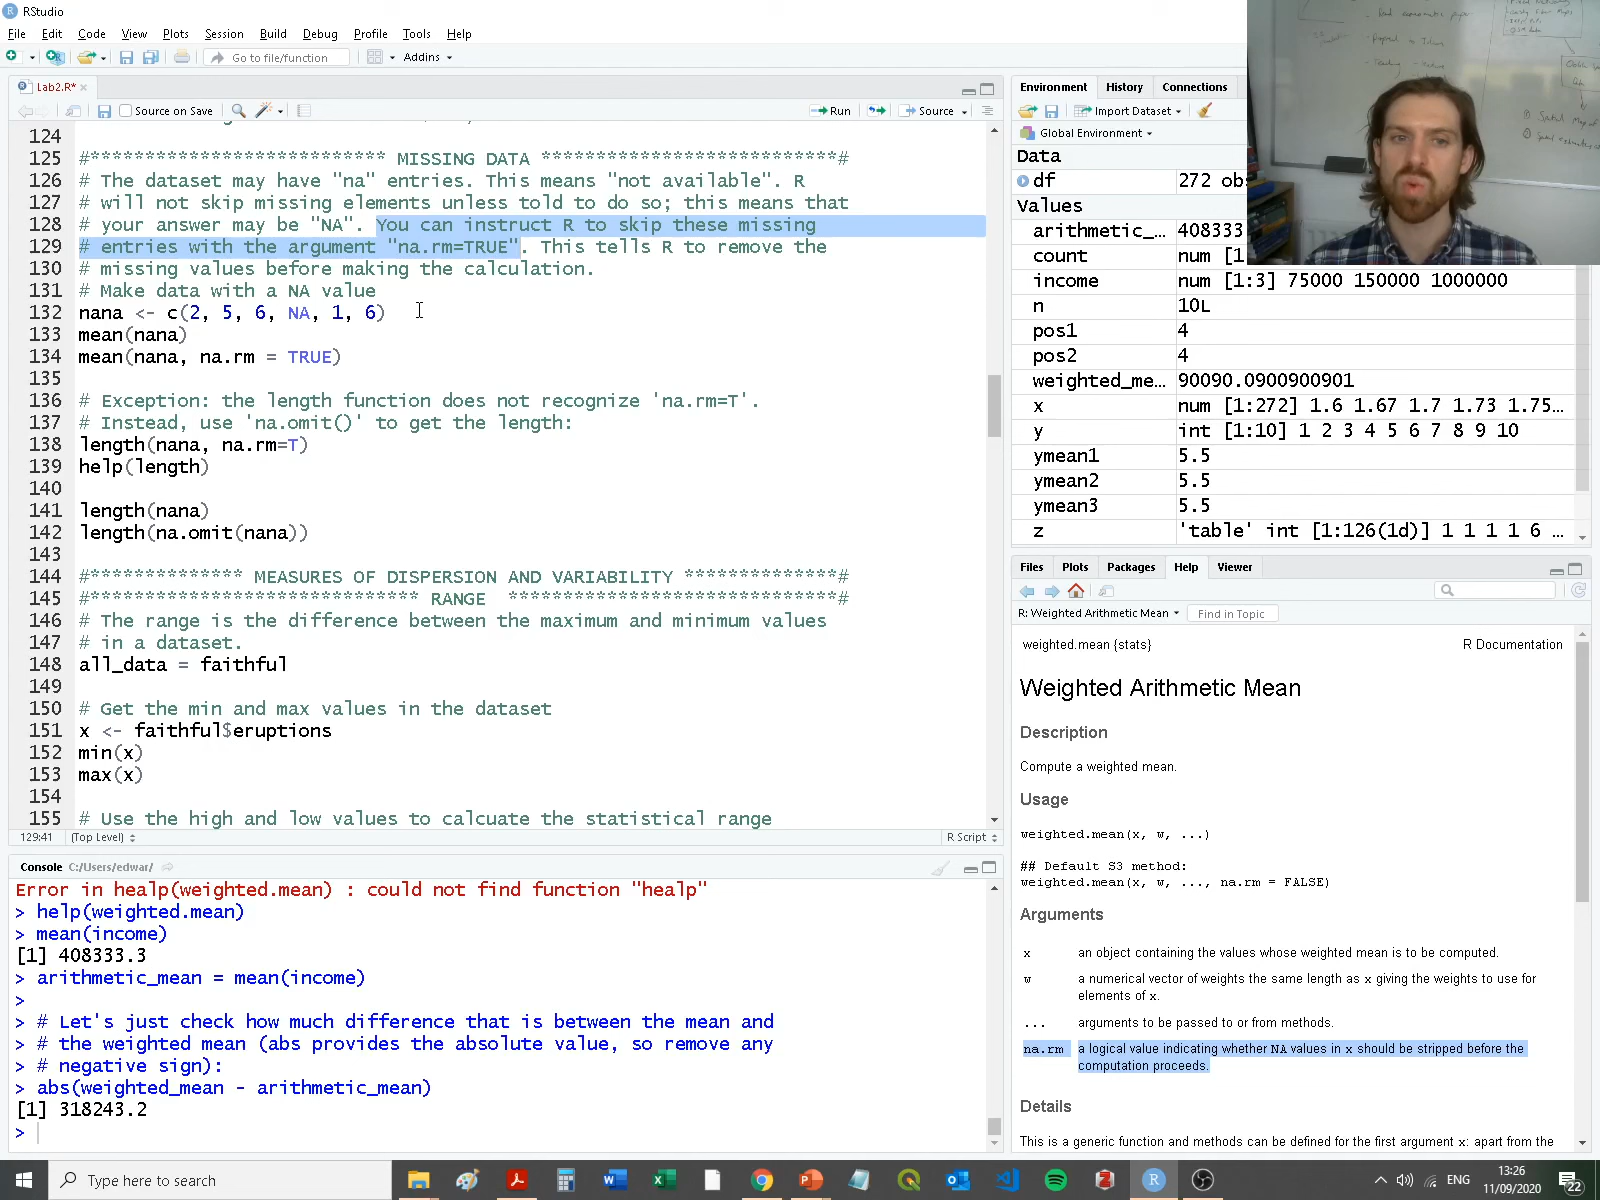 RStudio
File Edit Code View Plots Session Build Debug Profile Tools Help
Go to file/function Addins
Lab2.R*
Source on Save Run Source
124
125 #*************************** MISSING DATA ***************************#
126 # The dataset may have "na" entries. This means "not available". R
127 # will not skip missing elements unless told to do so; this means that
128 # your answer may be "NA". You can instruct R to skip these missing
129 # entries with the argument "na.rm=TRUE". This tells R to remove the
130 # missing values before making the calculation.
131 # Make data with a NA value
132 nana <- c(2, 5, 6, NA, 1, 6)
133 mean(nana)
134 mean(nana, na.rm = TRUE)
135
136 # Exception: the length function does not recognize 'na.rm=T'.
137 # Instead, use 'na.omit()' to get the length:
138 length(nana, na.rm=T)
139 help(length)
140
141 length(nana)
142 length(na.omit(nana))
143
144 #************** MEASURES OF DISPERSION AND VARIABILITY **************#
145 #****************************** RANGE ******************************#
146 # The range is the difference between the maximum and minimum values
147 # in a dataset.
148 all_data = faithful
149
150 # Get the min and max values in the dataset
151 x <- faithful$eruptions
152 min(x)
153 max(x)
154
155 # Use the high and low values to calcuate the statistical range
129:41 (Top Level) R Script
Console C:/Users/edwar/
Error in healp(weighted.mean) : could not find function "healp"
> help(weighted.mean)
> mean(income)
[1] 408333.3
> arithmetic_mean = mean(income)
>
> # Let's just check how much difference that is between the mean and
> # the weighted mean (abs provides the absolute value, so remove any
> # negative sign):
> abs(weighted_mean - arithmetic_mean)
[1] 318243.2
>
Environment History Connections
Import Dataset
Global Environment
Data
df 272 obs
Values
arithmetic_… 408333
count num [1
income num [1:3] 75000 150000 1000000
n 10L
pos1 4
pos2 4
weighted_me… 90090.0900900901
x num [1:272] 1.6 1.67 1.7 1.73 1.75…
y int [1:10] 1 2 3 4 5 6 7 8 9 10
ymean1 5.5
ymean2 5.5
ymean3 5.5
z 'table' int [1:126(1d)] 1 1 1 1 6 …
Files Plots Packages Help Viewer
R: Weighted Arithmetic Mean Find in Topic
weighted.mean {stats} R Documentation
Weighted Arithmetic Mean
Description
Compute a weighted mean.
Usage
weighted.mean(x, w, ...)
## Default S3 method:
weighted.mean(x, w, ..., na.rm = FALSE)
Arguments
x an object containing the values whose weighted mean is to be computed.
w a numerical vector of weights the same length as x giving the weights to use for
elements of x.
... arguments to be passed to or from methods.
na.rm a logical value indicating whether NA values in x should be stripped before the
computation proceeds.
Details
This is a generic function and methods can be defined for the first argument x: apart from the
Type here to search
ENG
13:26
11/09/2020
22